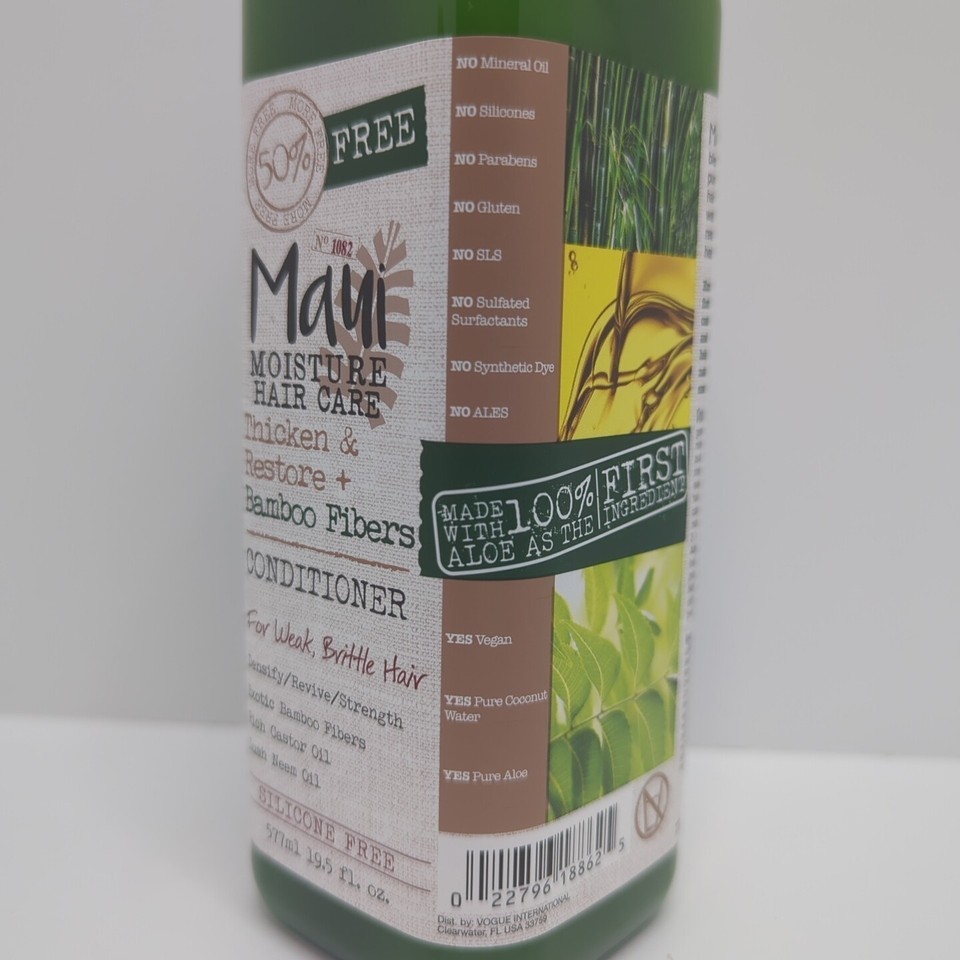 50%
FREE
Nº 1082
Maui
MOISTURE
HAIR CARE
Thicken &
Restore +
Bamboo Fibers
CONDITIONER
For Weak, Brittle Hair
/Revive/Strength
Bamboo Fibers
Castor Oil
Neem Oil
SILICONE FREE
577ml 19.5 fl. oz.
NO Mineral Oil
NO Silicones
NO Parabens
NO Gluten
NO SLS
NO Sulfated
Surfactants
NO Synthetic Dye
NO ALES
MADE
WITH 100%
ALOE AS THE
FIRST
INGREDIENT
YES Vegan
YES Pure Coconut
Water
YES Pure Aloe
0 22796 18862 5
Dist. by: VOGUE INTERNATIONAL
Clearwater, FL USA 33759